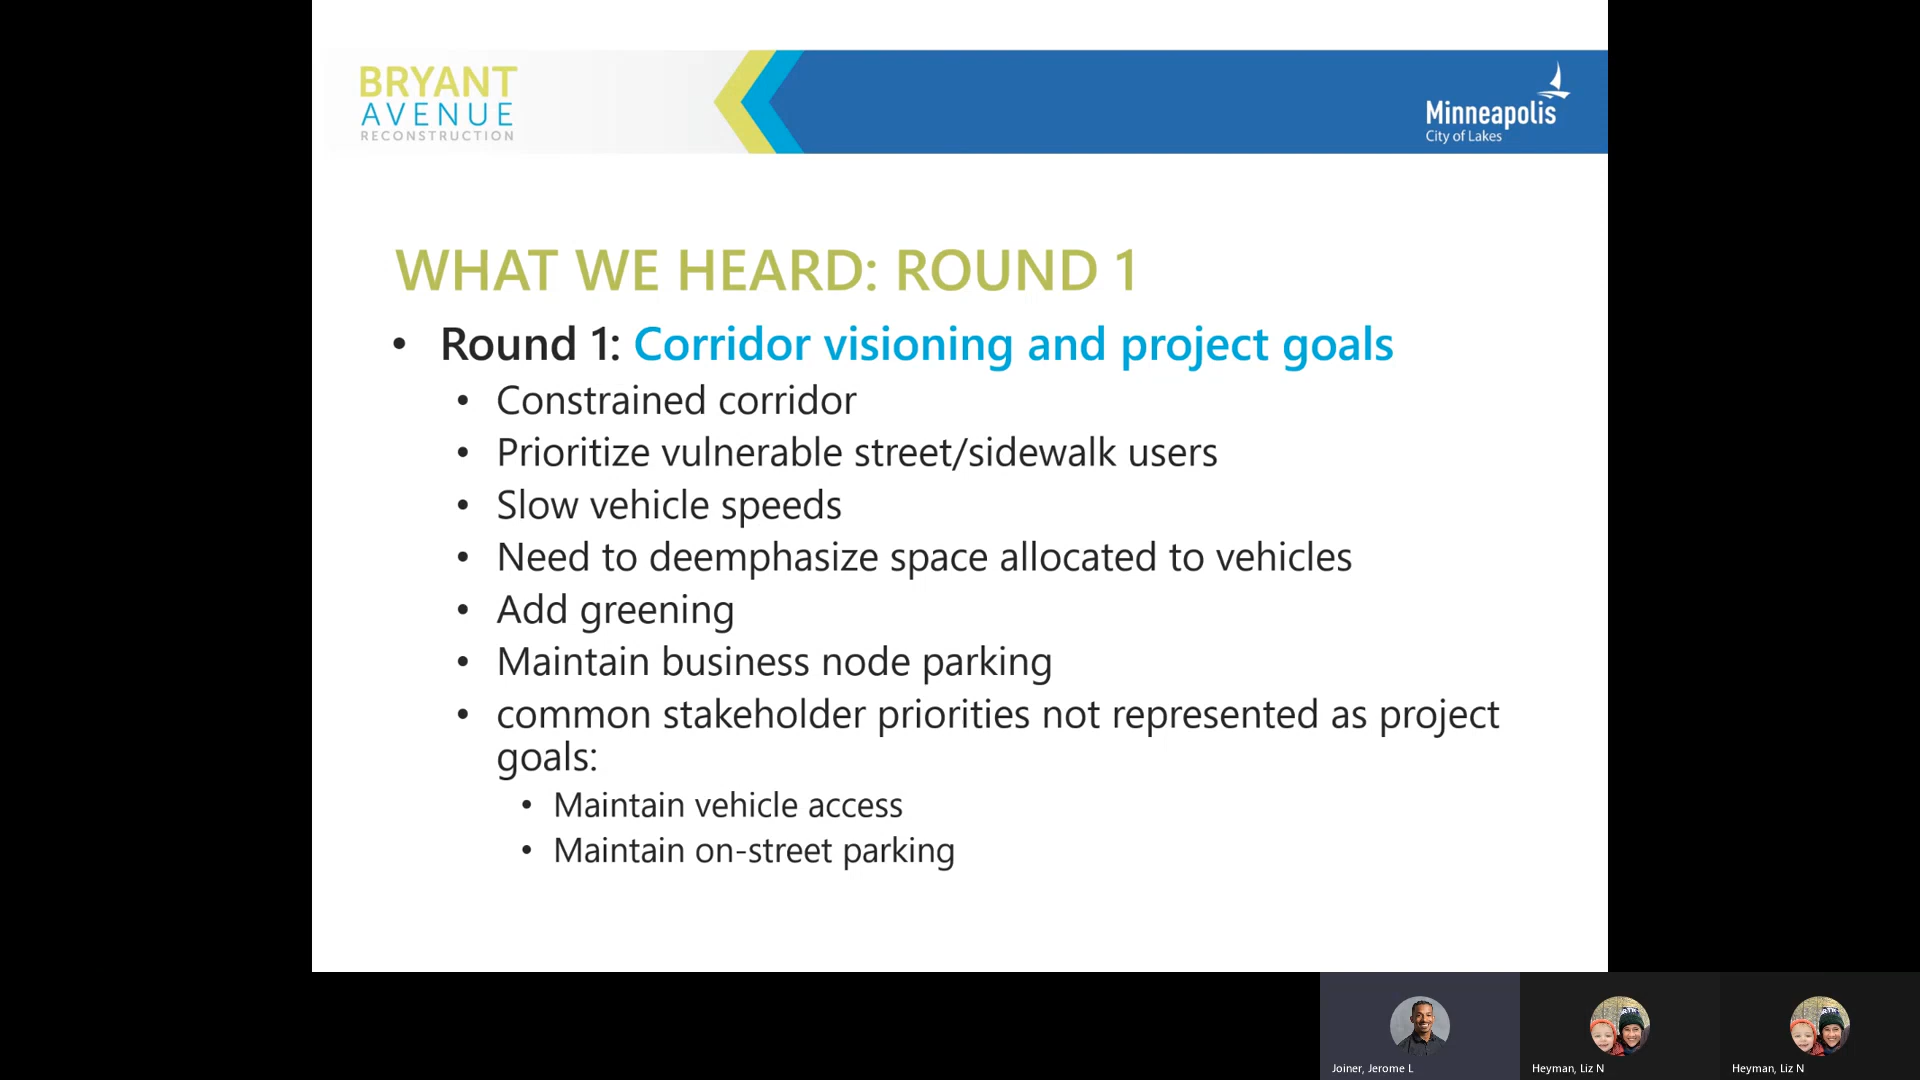 BRYANT
AVENUE
RECONSTRUCTION
Minneapolis
City of Lakes
WHAT WE HEARD: ROUND 1
• Round 1: Corridor visioning and project goals
• Constrained corridor
• Prioritize vulnerable street/sidewalk users
• Slow vehicle speeds
• Need to deemphasize space allocated to vehicles
• Add greening
• Maintain business node parking
• common stakeholder priorities not represented as project
goals:
• Maintain vehicle access
• Maintain on-street parking
Joiner, Jerome L
Heyman, Liz N
Heyman, Liz N